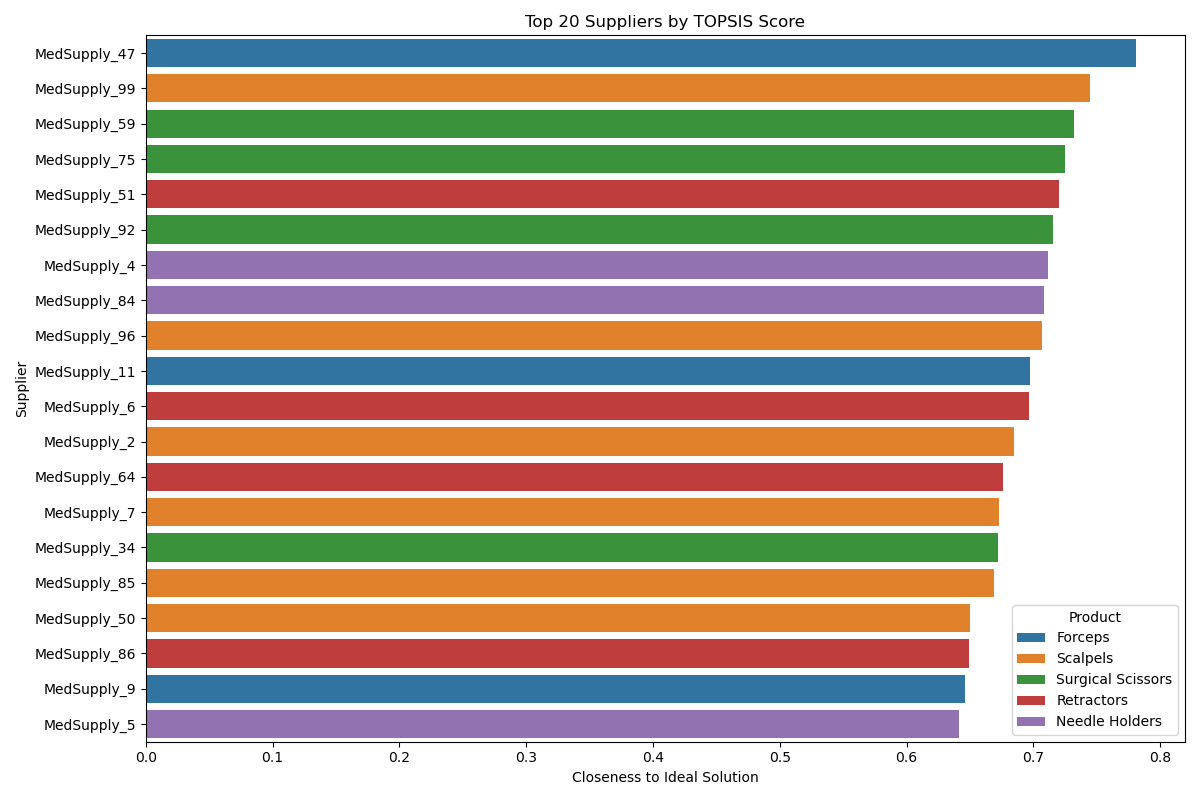 Top 20 Suppliers by TOPSIS Score
Supplier
MedSupply_47
MedSupply_99
MedSupply_59
MedSupply_75
MedSupply_51
MedSupply_92
MedSupply_4
MedSupply_84
MedSupply_96
MedSupply_11
MedSupply_6
MedSupply_2
MedSupply_64
MedSupply_7
MedSupply_34
MedSupply_85
MedSupply_50
MedSupply_86
MedSupply_9
MedSupply_5
Product
Forceps
Scalpels
Surgical Scissors
Retractors
Needle Holders
0.0 0.1 0.2 0.3 0.4 0.5 0.6 0.7 0.8
Closeness to Ideal Solution